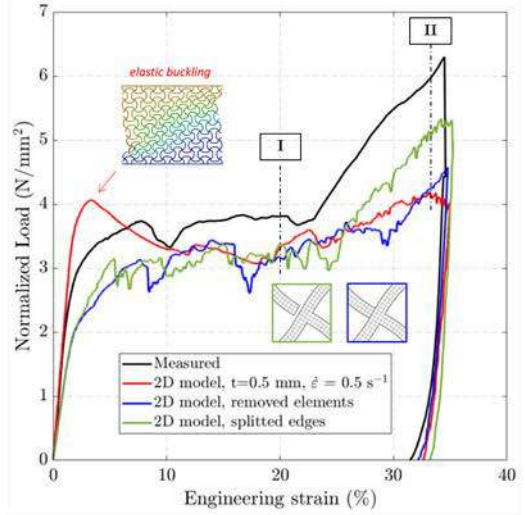 7
6
5
4
3
2
1
0
Normalized Load (N/mm²)
elastic buckling
I
II
Measured
2D model, t=0.5 mm, ε̇ = 0.5 s⁻¹
2D model, removed elements
2D model, splitted edges
0
10
20
30
40
Engineering strain (%)